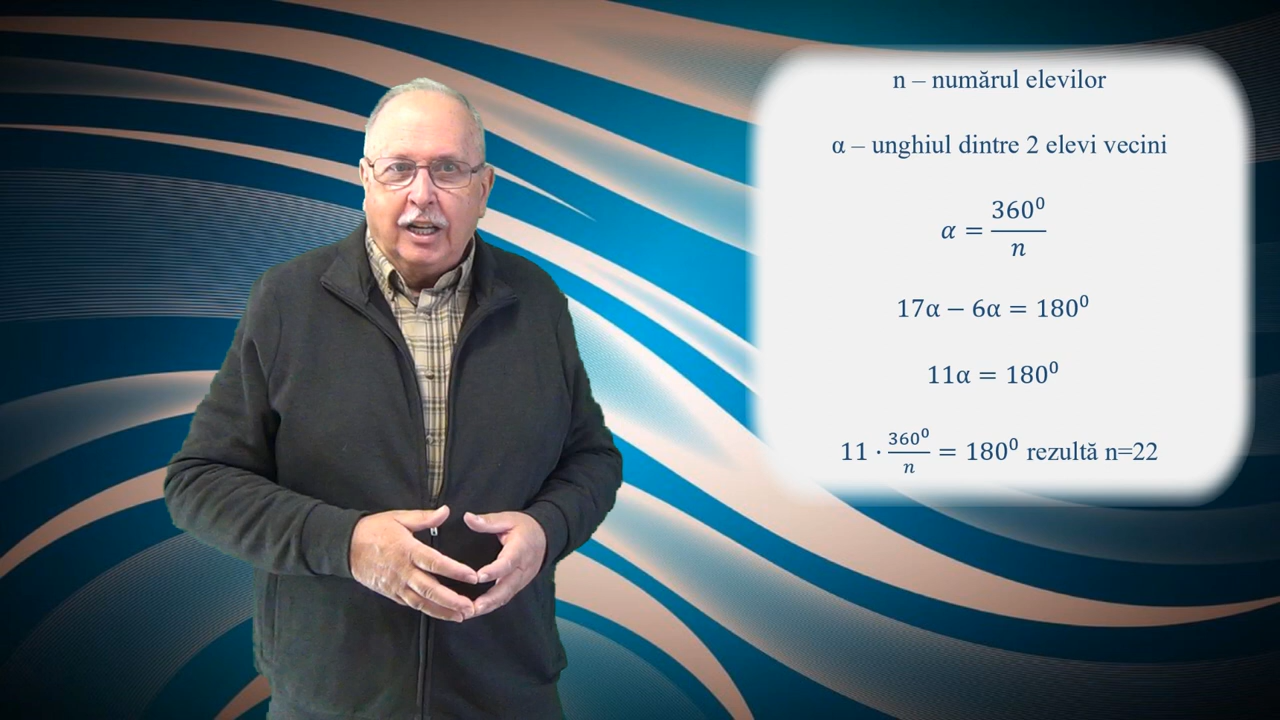 n – numărul elevilor
α – unghiul dintre 2 elevi vecini
α = 360⁰/n
17α − 6α = 180⁰
11α = 180⁰
11 · 360⁰/n = 180⁰ rezultă n=22